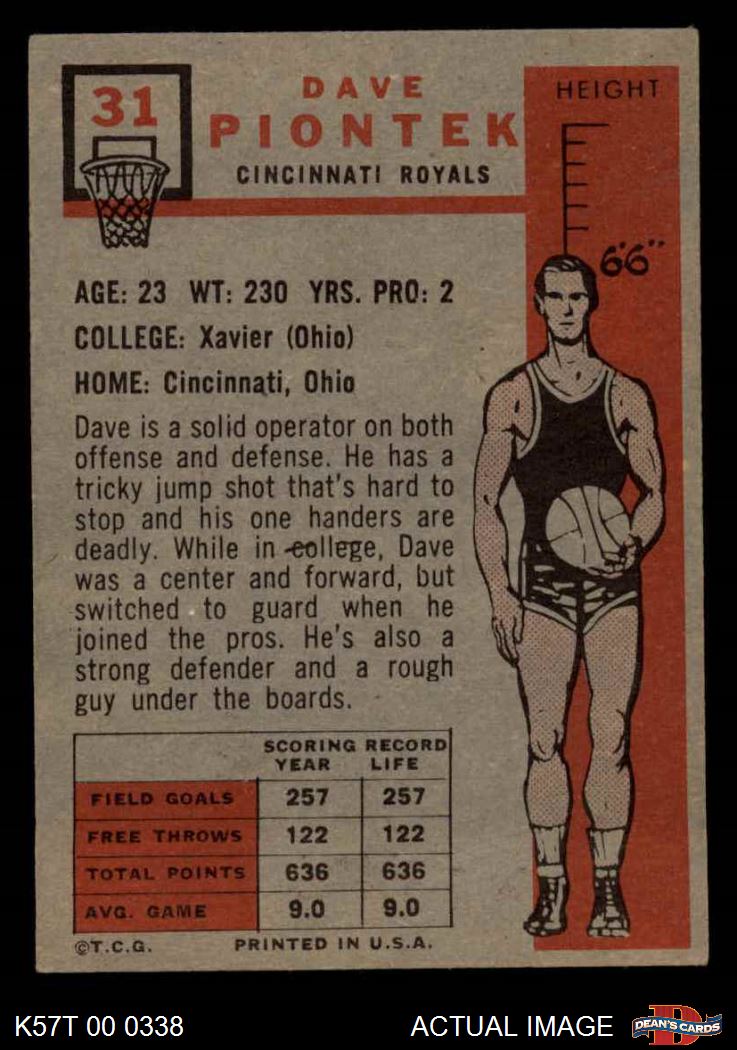 31
DAVE
PIONTEK
CINCINNATI ROYALS
HEIGHT
6'6"
AGE: 23 WT: 230 YRS. PRO: 2
COLLEGE: Xavier (Ohio)
HOME: Cincinnati, Ohio
Dave is a solid operator on both
offense and defense. He has a
tricky jump shot that's hard to
stop and his one handers are
deadly. While in college, Dave
was a center and forward, but
switched to guard when he
joined the pros. He's also a
strong defender and a rough
guy under the boards.
SCORING RECORD
YEAR LIFE
FIELD GOALS 257 257
FREE THROWS 122 122
TOTAL POINTS 636 636
AVG. GAME 9.0 9.0
©T.C.G. PRINTED IN U.S.A.
K57T 00 0338
ACTUAL IMAGE
DEAN'S CARDS